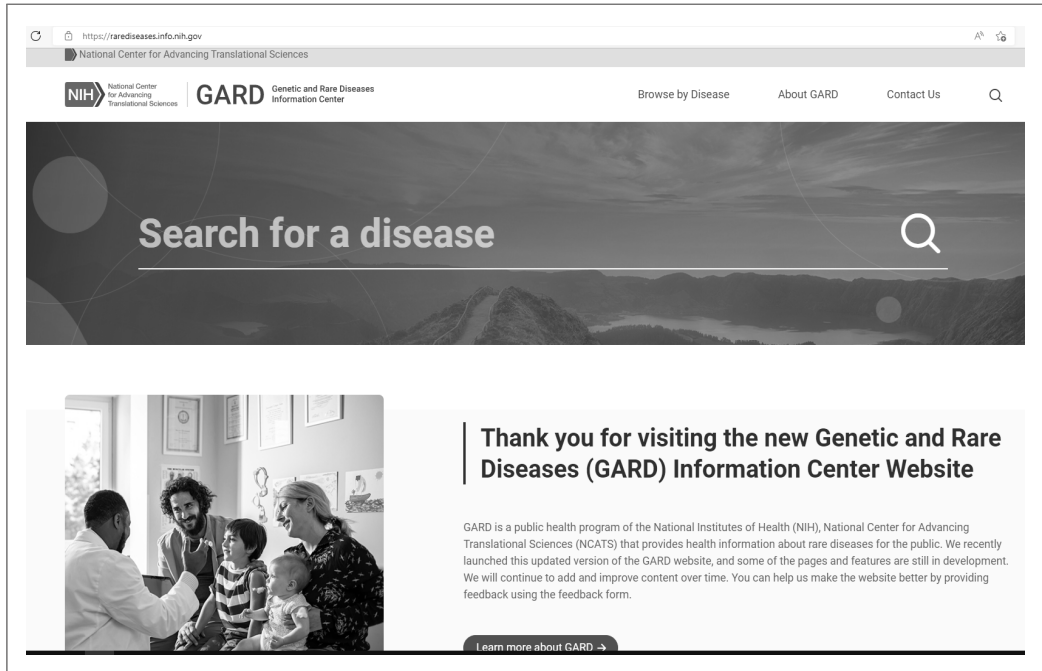 https://rarediseases.info.nih.gov
National Center for Advancing Translational Sciences
NIH
National Center
for Advancing
Translational Sciences
GARD
Genetic and Rare Diseases
Information Center
Browse by Disease
About GARD
Contact Us
Search for a disease
Thank you for visiting the new Genetic and Rare
Diseases (GARD) Information Center Website
GARD is a public health program of the National Institutes of Health (NIH), National Center for Advancing
Translational Sciences (NCATS) that provides health information about rare diseases for the public. We recently
launched this updated version of the GARD website, and some of the pages and features are still in development.
We will continue to add and improve content over time. You can help us make the website better by providing
feedback using the feedback form.
Learn more about GARD →